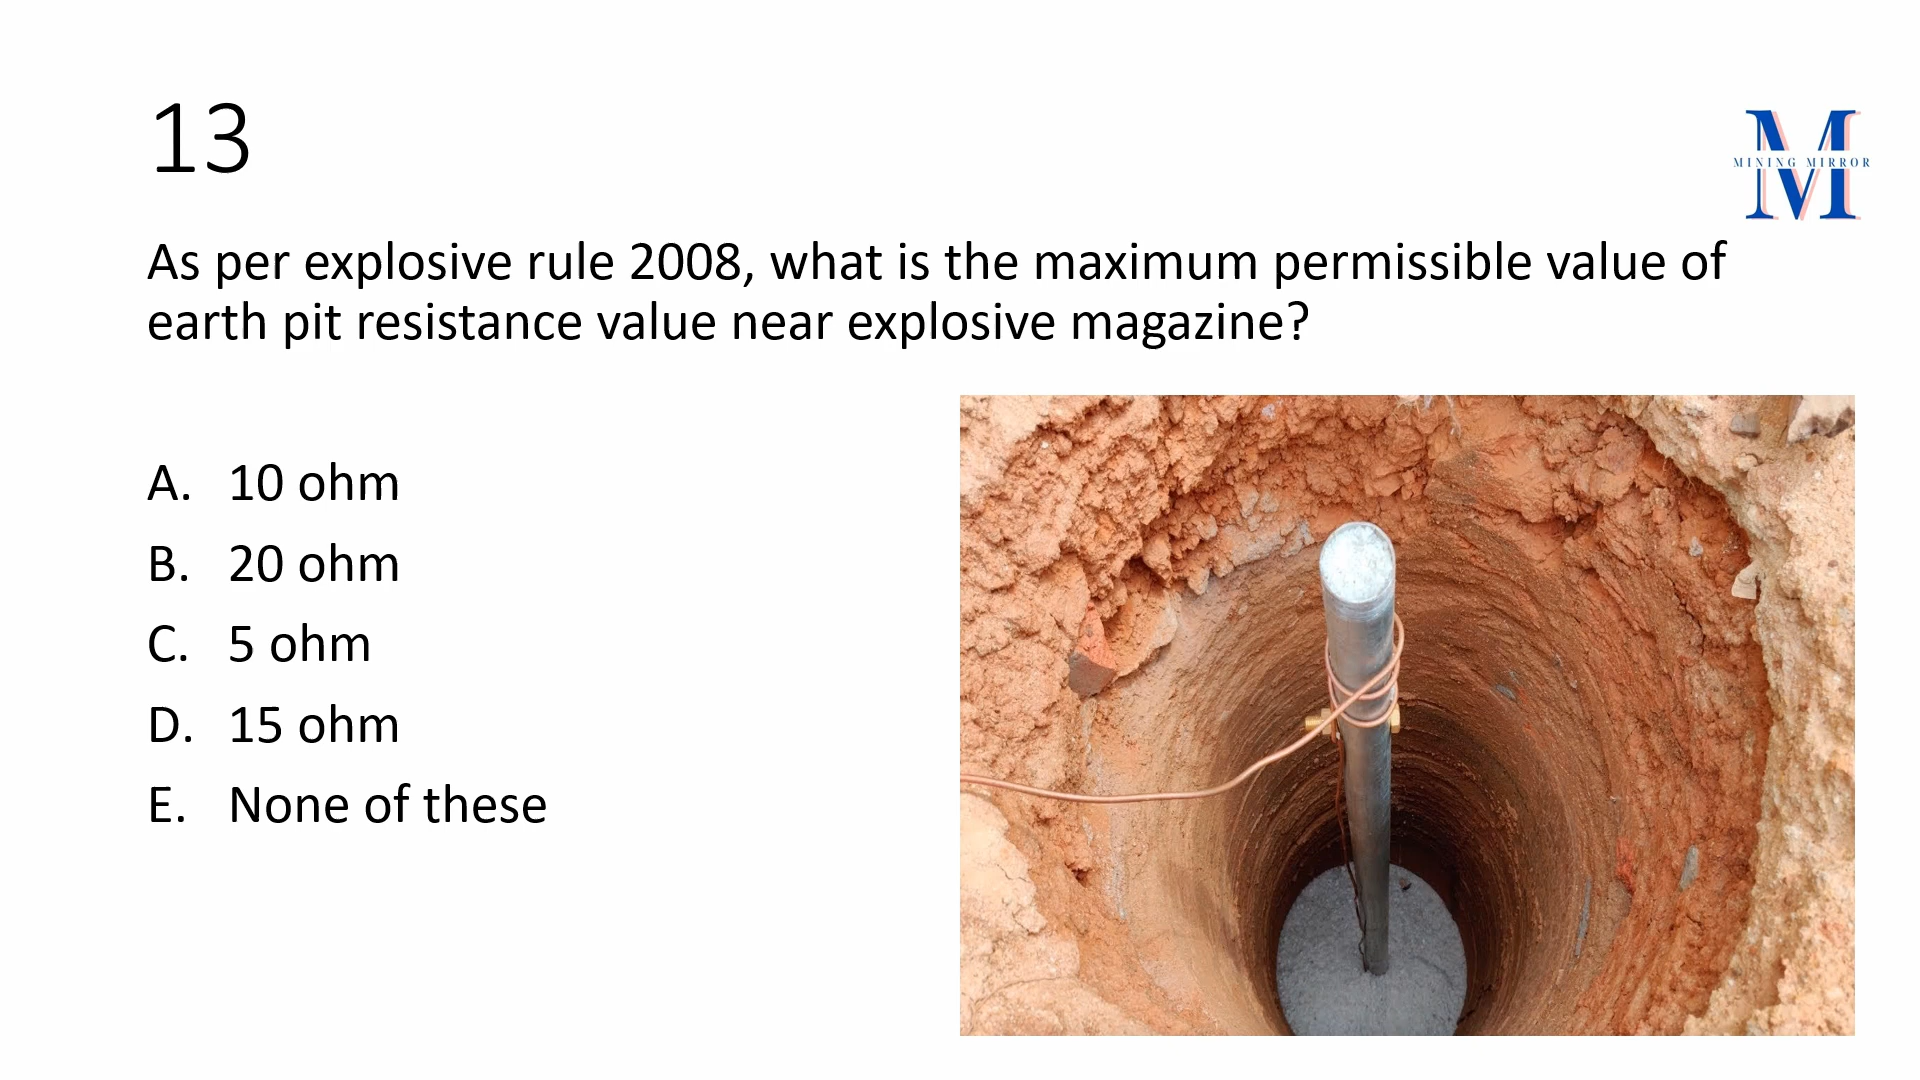 13
MINING MIRROR
As per explosive rule 2008, what is the maximum permissible value of
earth pit resistance value near explosive magazine?
A. 10 ohm
B. 20 ohm
C. 5 ohm
D. 15 ohm
E. None of these